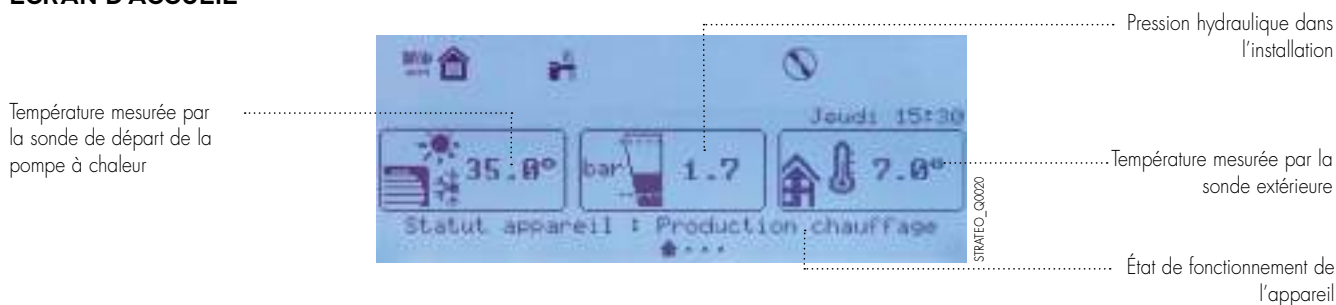 ÉCRAN D'ACCUEIL
Pression hydraulique dans
l'installation
Température mesurée par
la sonde de départ de la
pompe à chaleur
Jeudi 15:30
35.0°
bar 1.7
7.0°
Température mesurée par la
sonde extérieure
STRATEO_Q0020
Statut appareil : Production chauffage
État de fonctionnement de
l'appareil